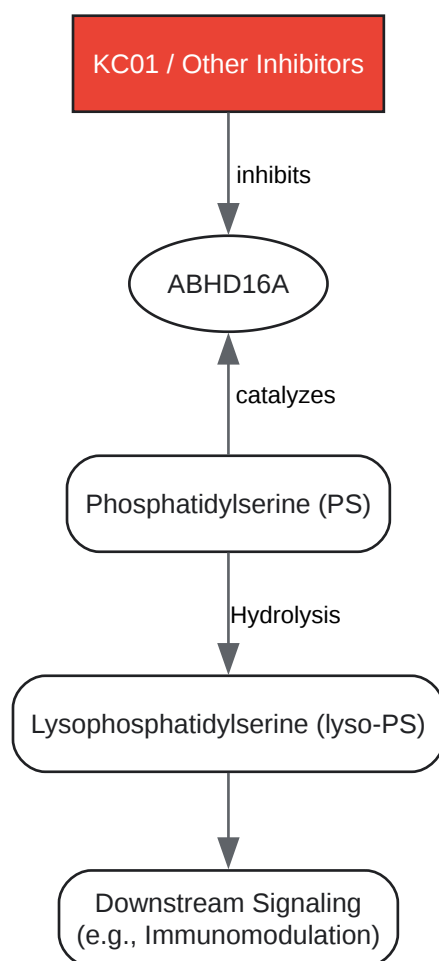 KC01 / Other Inhibitors
inhibits
ABHD16A
catalyzes
Phosphatidylserine (PS)
Hydrolysis
Lysophosphatidylserine (lyso-PS)
Downstream Signaling
(e.g., Immunomodulation)